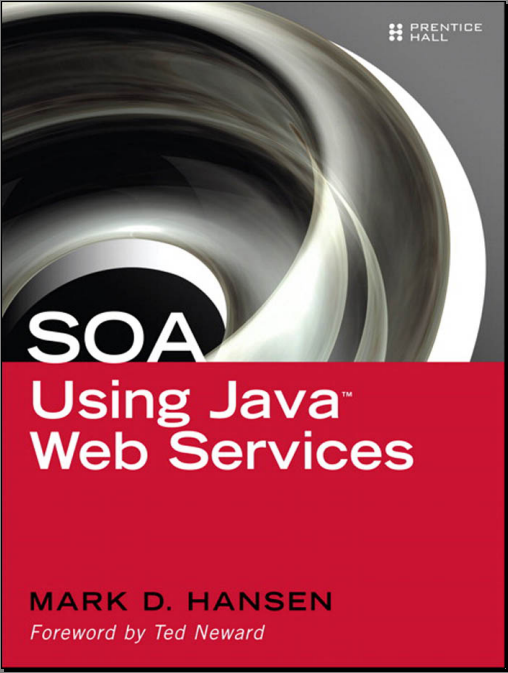 PRENTICE
HALL
SOA
Using Java™
Web Services
MARK D. HANSEN
Foreword by Ted Neward